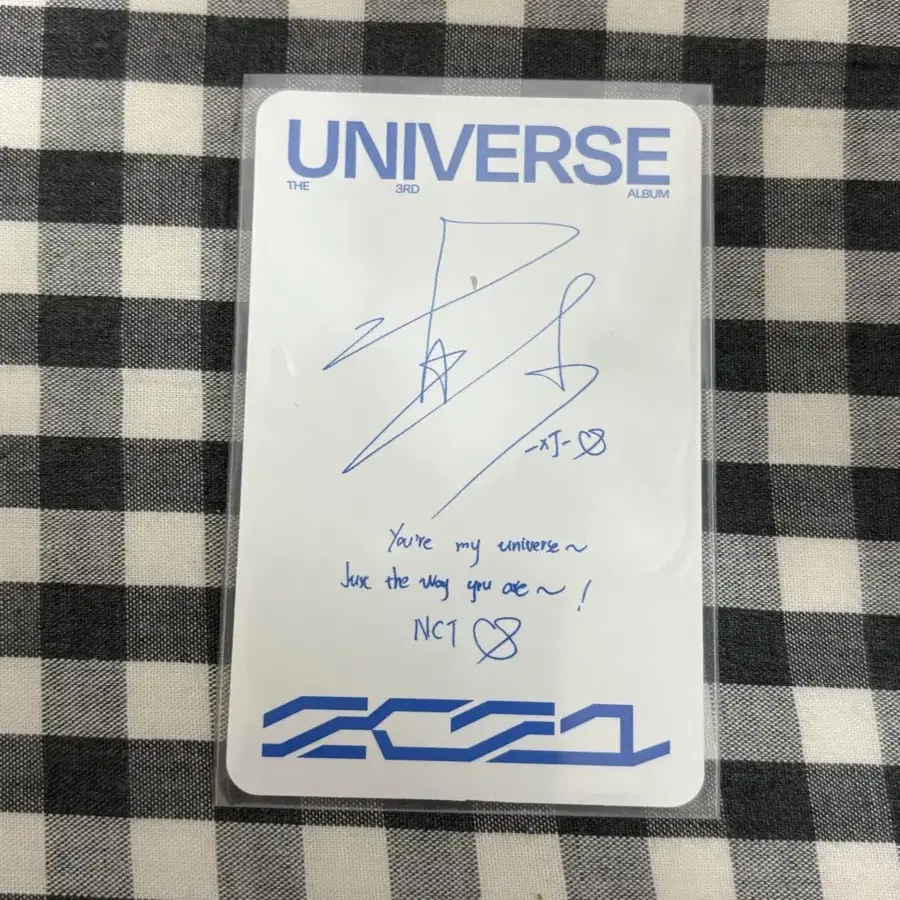 UNIVERSE
THE 3RD ALBUM
-XJ-
You're my universe~
Just the way you are~!
NCT
2021